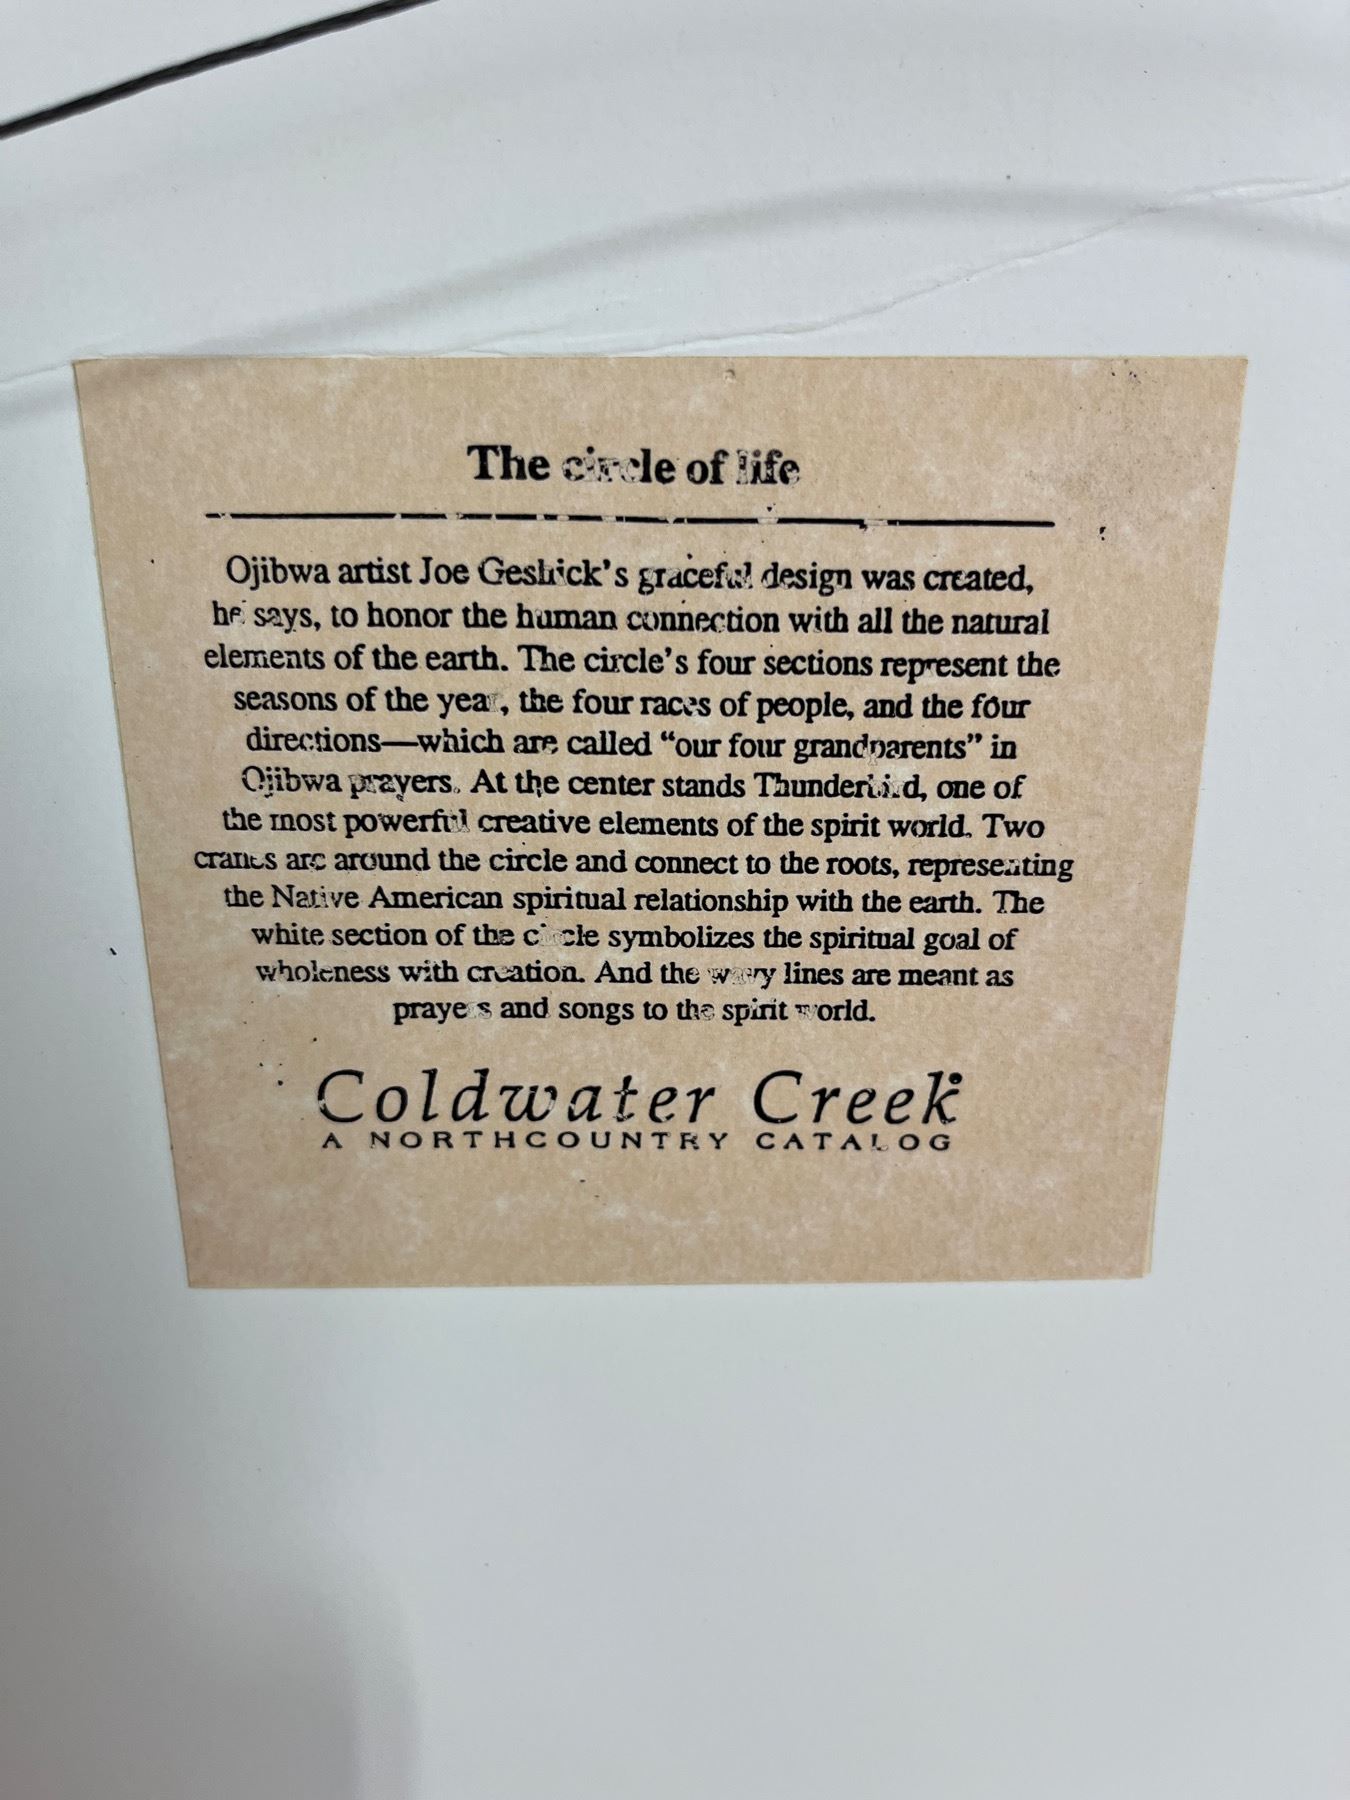 The circle of life
Ojibwa artist Joe Geshick's graceful design was created,
he says, to honor the human connection with all the natural
elements of the earth. The circle's four sections represent the
seasons of the year, the four races of people, and the four
directions—which are called "our four grandparents" in
Ojibwa prayers. At the center stands Thunderbird, one of
the most powerful creative elements of the spirit world. Two
cranes arc around the circle and connect to the roots, representing
the Native American spiritual relationship with the earth. The
white section of the circle symbolizes the spiritual goal of
wholeness with creation. And the wavy lines are meant as
prayers and songs to the spirit world.
Coldwater Creek®
A NORTHCOUNTRY CATALOG